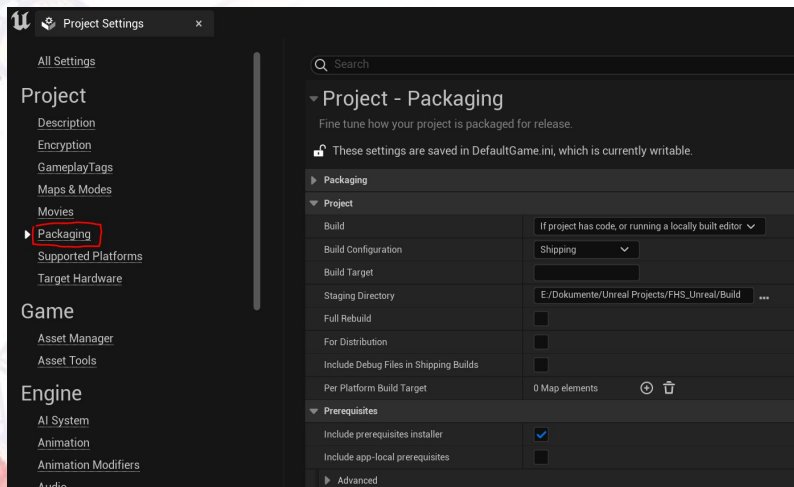 Project Settings
All Settings
Project
Description
Encryption
GameplayTags
Maps & Modes
Movies
Packaging
Supported Platforms
Target Hardware
Game
Asset Manager
Asset Tools
Engine
AI System
Animation
Animation Modifiers
Audio
Search
Project - Packaging
Fine tune how your project is packaged for release.
These settings are saved in DefaultGame.ini, which is currently writable.
Packaging
Project
Build If project has code, or running a locally built editor
Build Configuration Shipping
Build Target
Staging Directory E:/Dokumente/Unreal Projects/FHS_Unreal/Build ...
Full Rebuild
For Distribution
Include Debug Files in Shipping Builds
Per Platform Build Target 0 Map elements
Prerequisites
Include prerequisites installer
Include app-local prerequisites
Advanced